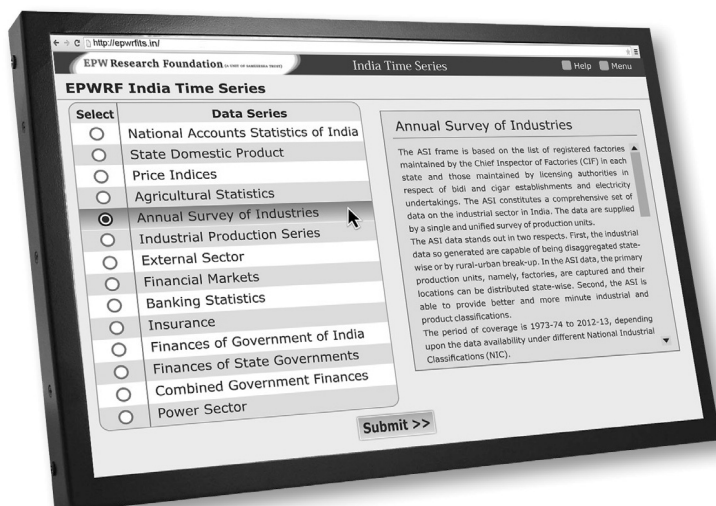 http://epwrfits.in/
EPW Research Foundation (A UNIT OF SAMEEKSHA TRUST)
India Time Series
Help
Menu
EPWRF India Time Series
Select
Data Series
National Accounts Statistics of India
State Domestic Product
Price Indices
Agricultural Statistics
Annual Survey of Industries
Industrial Production Series
External Sector
Financial Markets
Banking Statistics
Insurance
Finances of Government of India
Finances of State Governments
Combined Government Finances
Power Sector
Annual Survey of Industries
The ASI frame is based on the list of registered factories
maintained by the Chief Inspector of Factories (CIF) in each
state and those maintained by licensing authorities in
respect of bidi and cigar establishments and electricity
undertakings. The ASI constitutes a comprehensive set of
data on the industrial sector in India. The data are supplied
by a single and unified survey of production units.
The ASI data stands out in two respects. First, the industrial
data so generated are capable of being disaggregated state-
wise or by rural-urban break-up. In the ASI data, the primary
production units, namely, factories, are captured and their
locations can be distributed state-wise. Second, the ASI is
able to provide better and more minute industrial and
product classifications.
The period of coverage is 1973-74 to 2012-13, depending
upon the data availability under different National Industrial
Classifications (NIC).
Submit >>